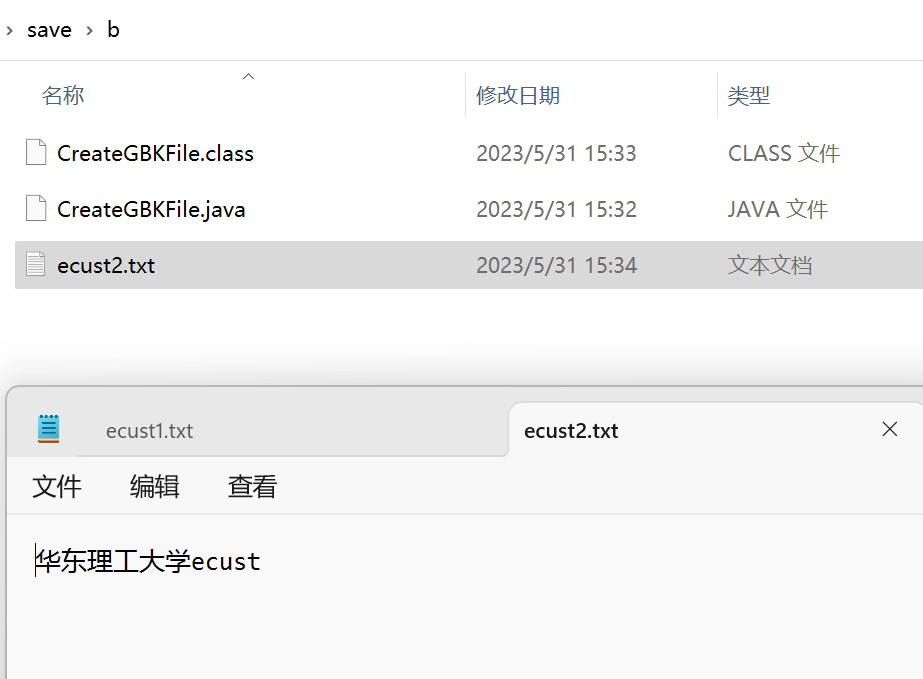 › save › b
名称 修改日期 类型
CreateGBKFile.class 2023/5/31 15:33 CLASS 文件
CreateGBKFile.java 2023/5/31 15:32 JAVA 文件
ecust2.txt 2023/5/31 15:34 文本文档
ecust1.txt ecust2.txt
文件 编辑 查看
华东理工大学ecust